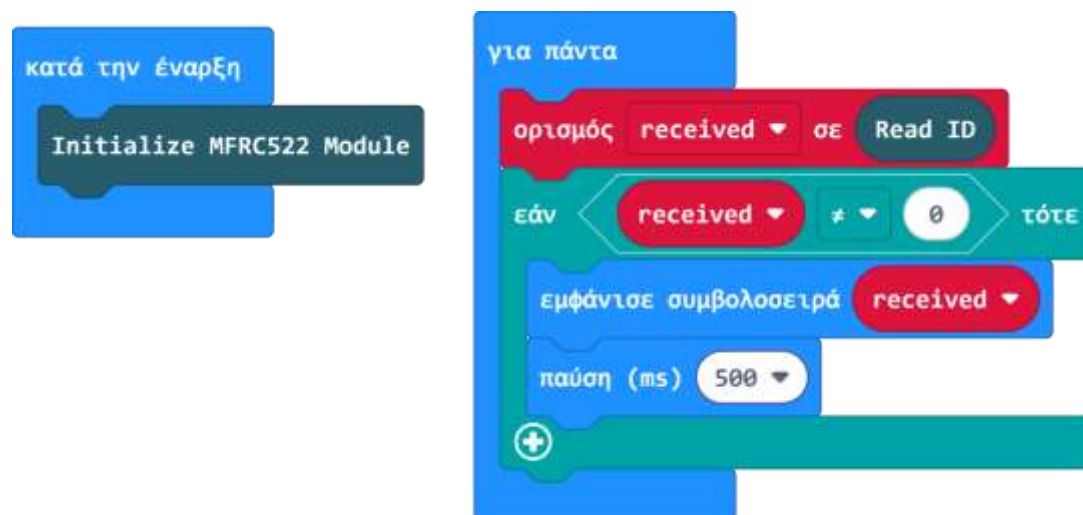 κατά την έναρξη
Initialize MFRC522 Module
για πάντα
ορισμός received σε Read ID
εάν received ≠ 0 τότε
εμφάνισε συμβολοσειρά received
παύση (ms) 500